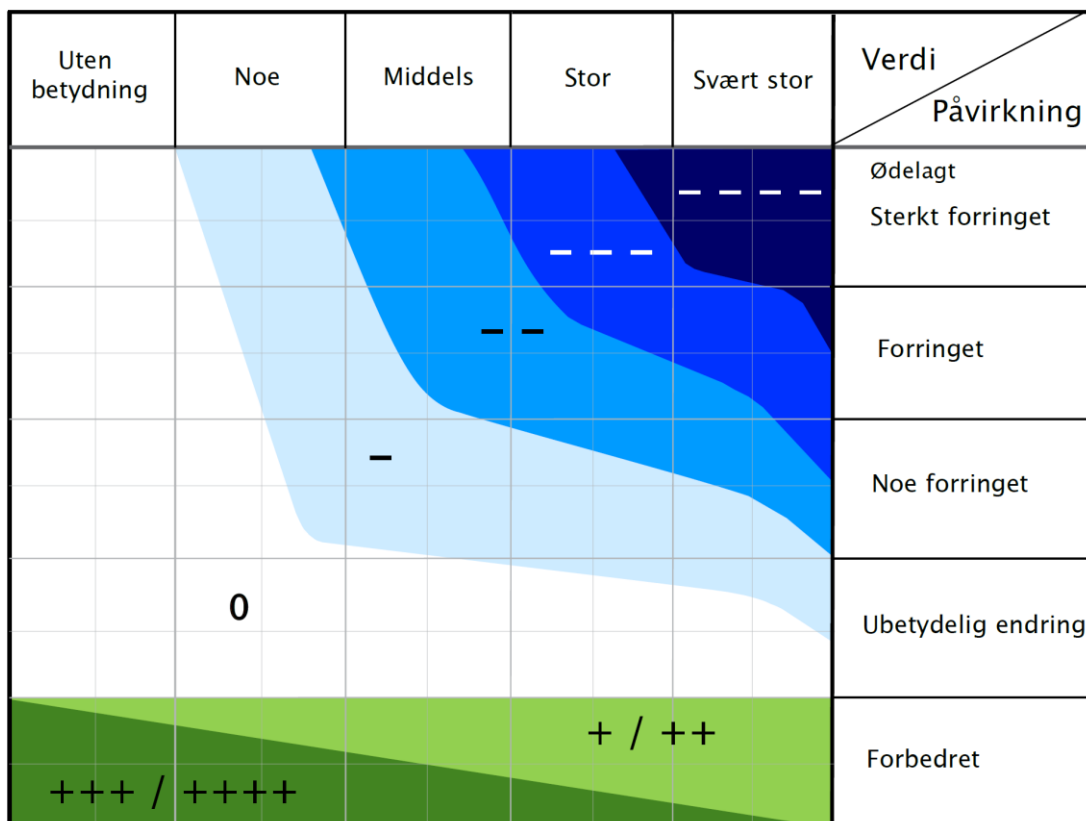 Uten
betydning
Noe
Middels
Stor
Svært stor
Verdi
Påvirkning
Ødelagt
Sterkt forringet
Forringet
Noe forringet
Ubetydelig endring
Forbedret
– – – –
– – –
– –
–
0
+ / ++
+++ / ++++